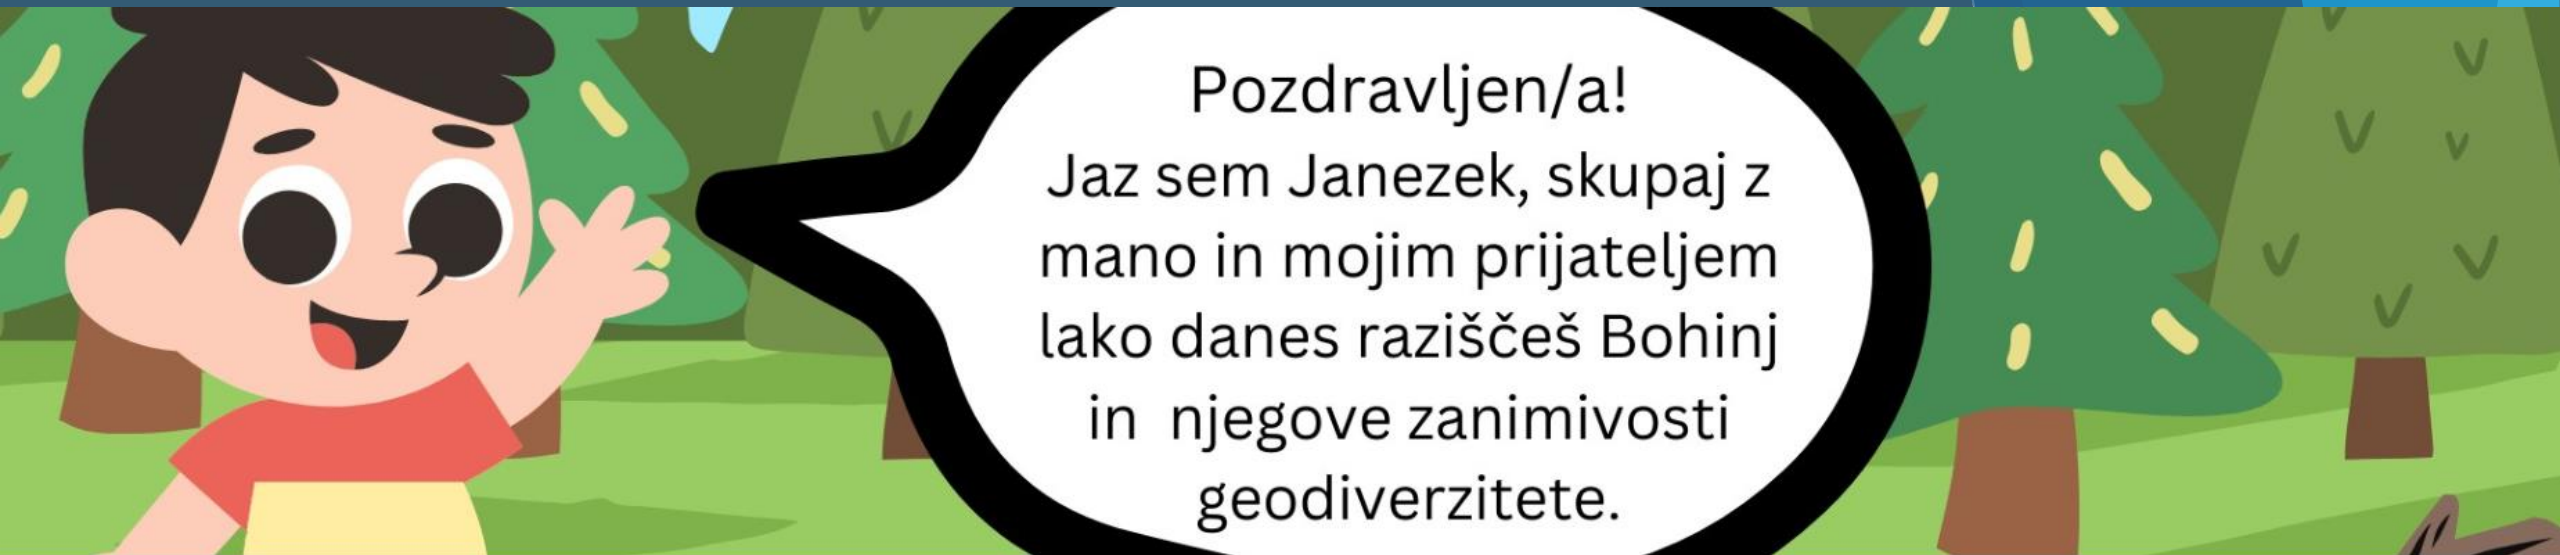 Pozdravljen/a!
Jaz sem Janezek, skupaj z
mano in mojim prijateljem
lako danes raziščeš Bohinj
in njegove zanimivosti
geodiverzitete.